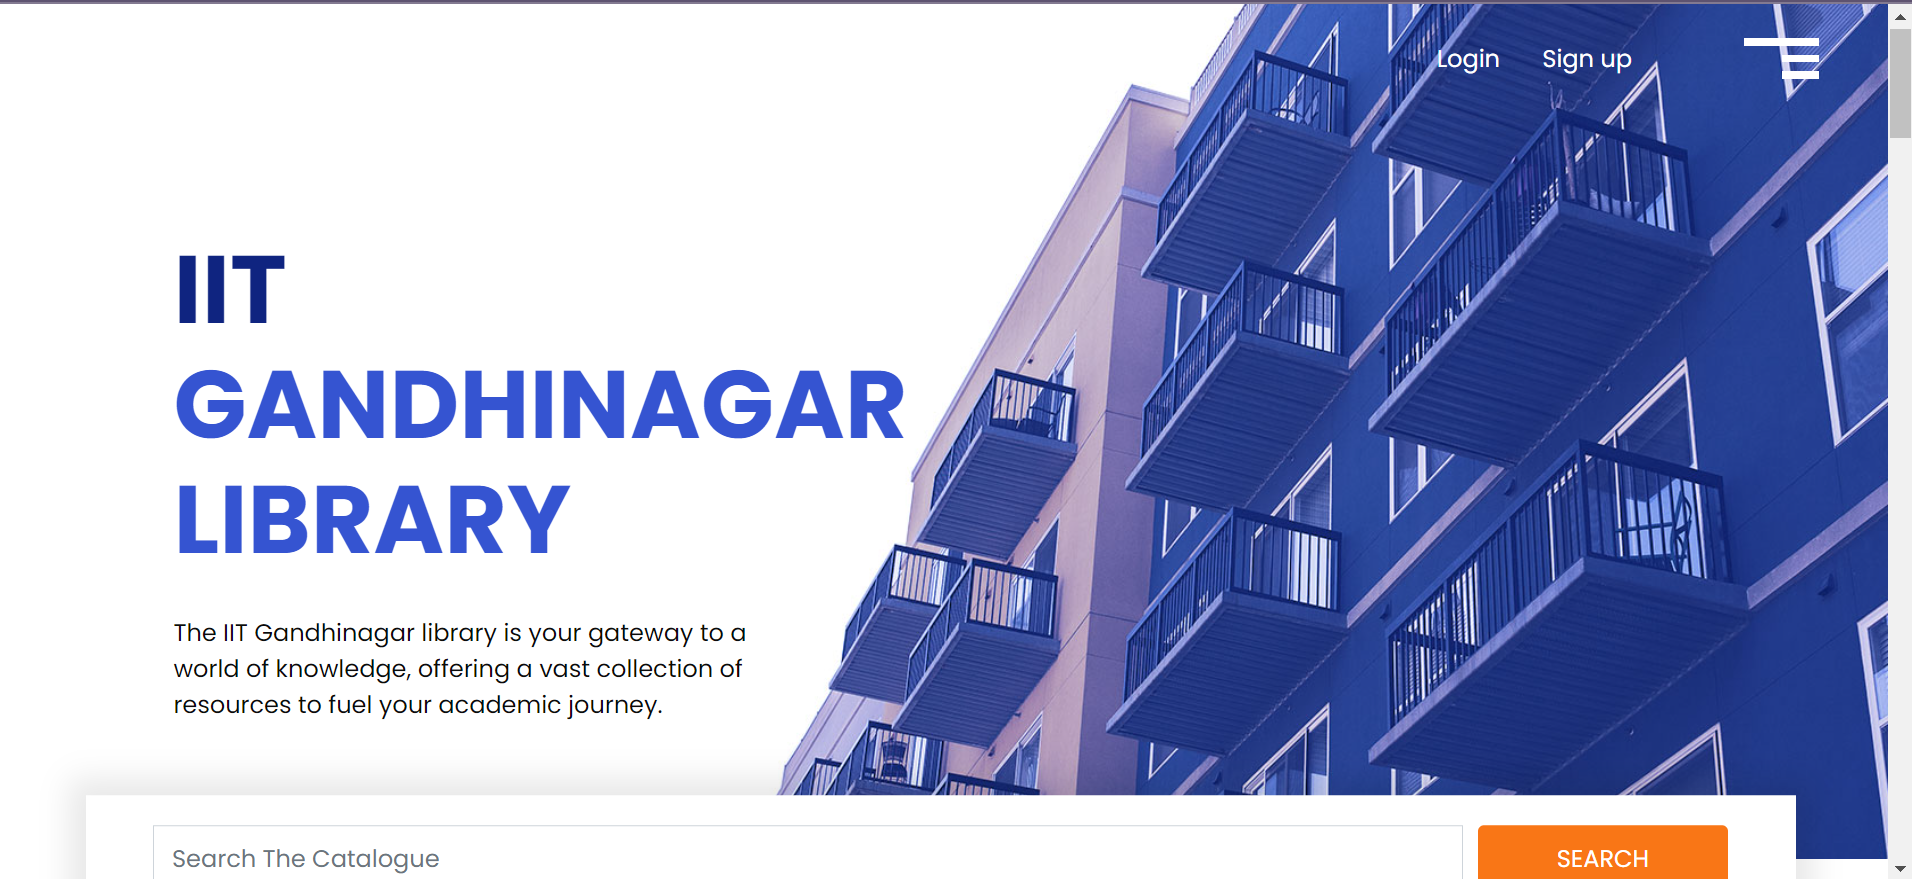 Login Sign up
IIT
GANDHINAGAR
LIBRARY
The IIT Gandhinagar library is your gateway to a
world of knowledge, offering a vast collection of
resources to fuel your academic journey.
Search The Catalogue SEARCH